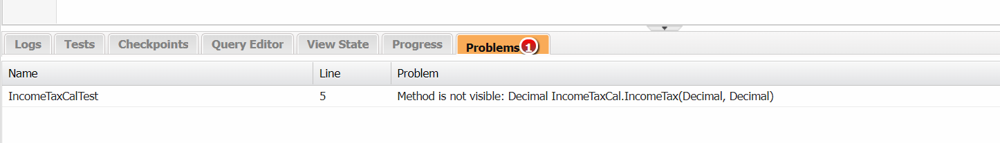 Logs Tests Checkpoints Query Editor View State Progress Problems 1
Name Line Problem
IncomeTaxCalTest 5 Method is not visible: Decimal IncomeTaxCal.IncomeTax(Decimal, Decimal)